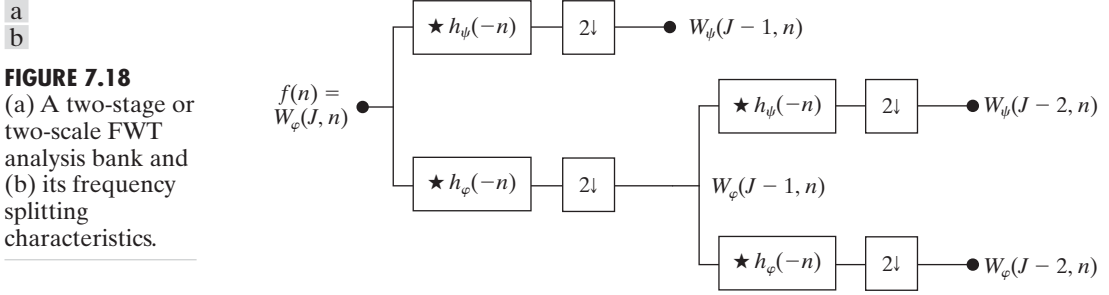 a
b
FIGURE 7.18
(a) A two-stage or
two-scale FWT
analysis bank and
(b) its frequency
splitting
characteristics.
★ h_ψ(−n)
2↓
W_ψ(J − 1, n)
f(n) =
W_φ(J, n)
★ h_ψ(−n)
2↓
W_ψ(J − 2, n)
★ h_φ(−n)
2↓
W_φ(J − 1, n)
★ h_φ(−n)
2↓
W_φ(J − 2, n)